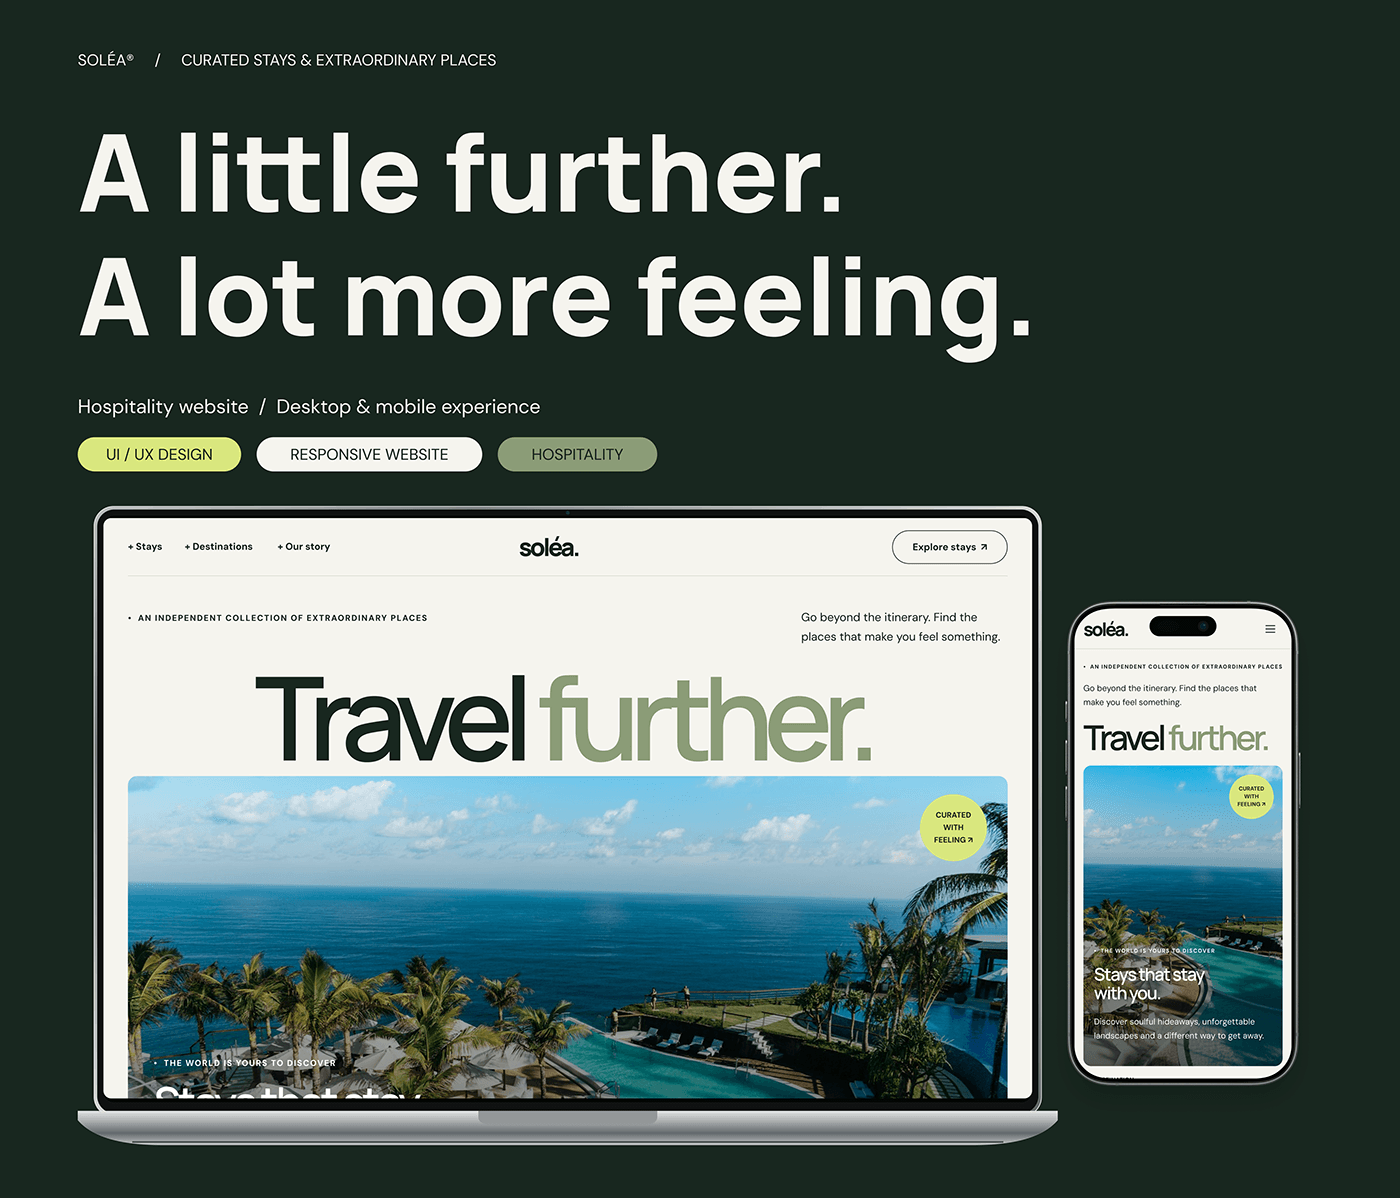 SOLÉA® / CURATED STAYS & EXTRAORDINARY PLACES
A little further.
A lot more feeling.
Hospitality website / Desktop & mobile experience
UI / UX DESIGN
RESPONSIVE WEBSITE
HOSPITALITY
+ Stays
+ Destinations
+ Our story
soléa.
Explore stays ↗
• AN INDEPENDENT COLLECTION OF EXTRAORDINARY PLACES
Go beyond the itinerary. Find the
places that make you feel something.
Travel further.
CURATED
WITH
FEELING ↗
• THE WORLD IS YOURS TO DISCOVER
Stays that stay
soléa.
• AN INDEPENDENT COLLECTION OF EXTRAORDINARY PLACES
Go beyond the itinerary. Find the places that
make you feel something.
Travel further.
CURATED
WITH
FEELING ↗
• THE WORLD IS YOURS TO DISCOVER
Stays that stay
with you.
Discover soulful hideaways, unforgettable
landscapes and a different way to get away.